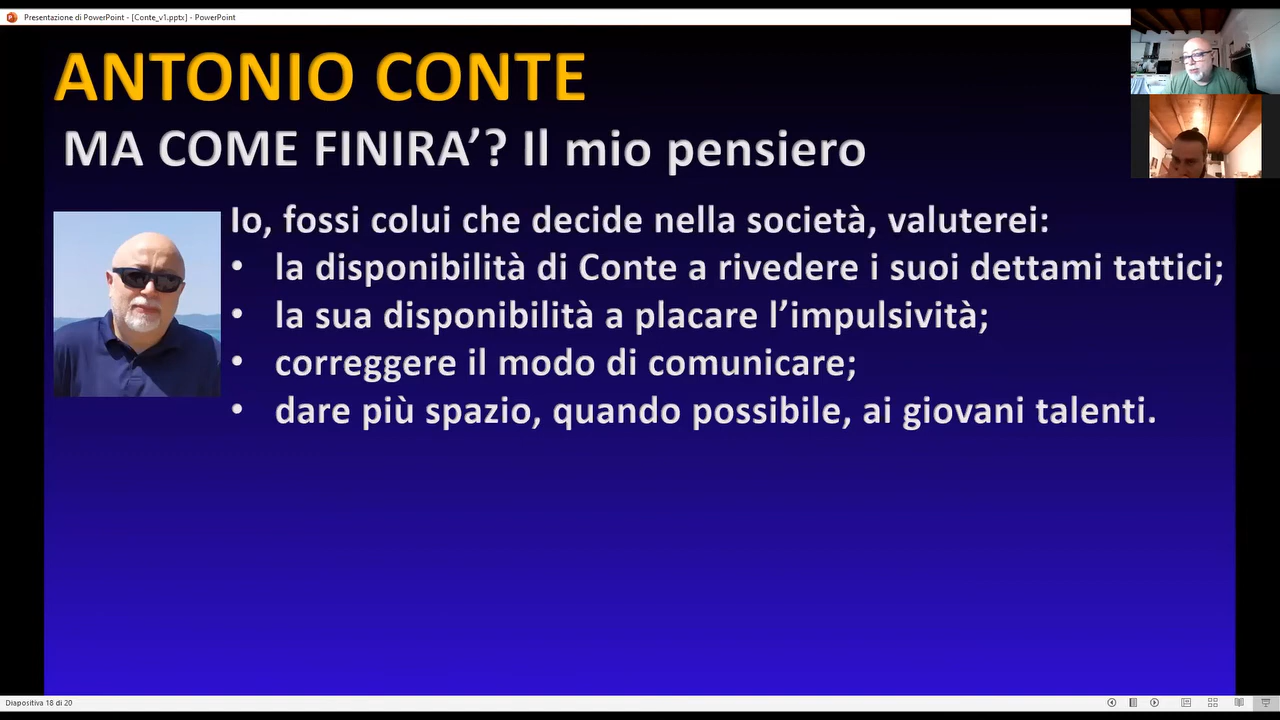 Presentazione di PowerPoint - [Conte_v1.pptx] - PowerPoint
ANTONIO CONTE
MA COME FINIRA’? Il mio pensiero
Io, fossi colui che decide nella società, valuterei:
• la disponibilità di Conte a rivedere i suoi dettami tattici;
• la sua disponibilità a placare l’impulsività;
• correggere il modo di comunicare;
• dare più spazio, quando possibile, ai giovani talenti.
Diapositiva 18 di 20